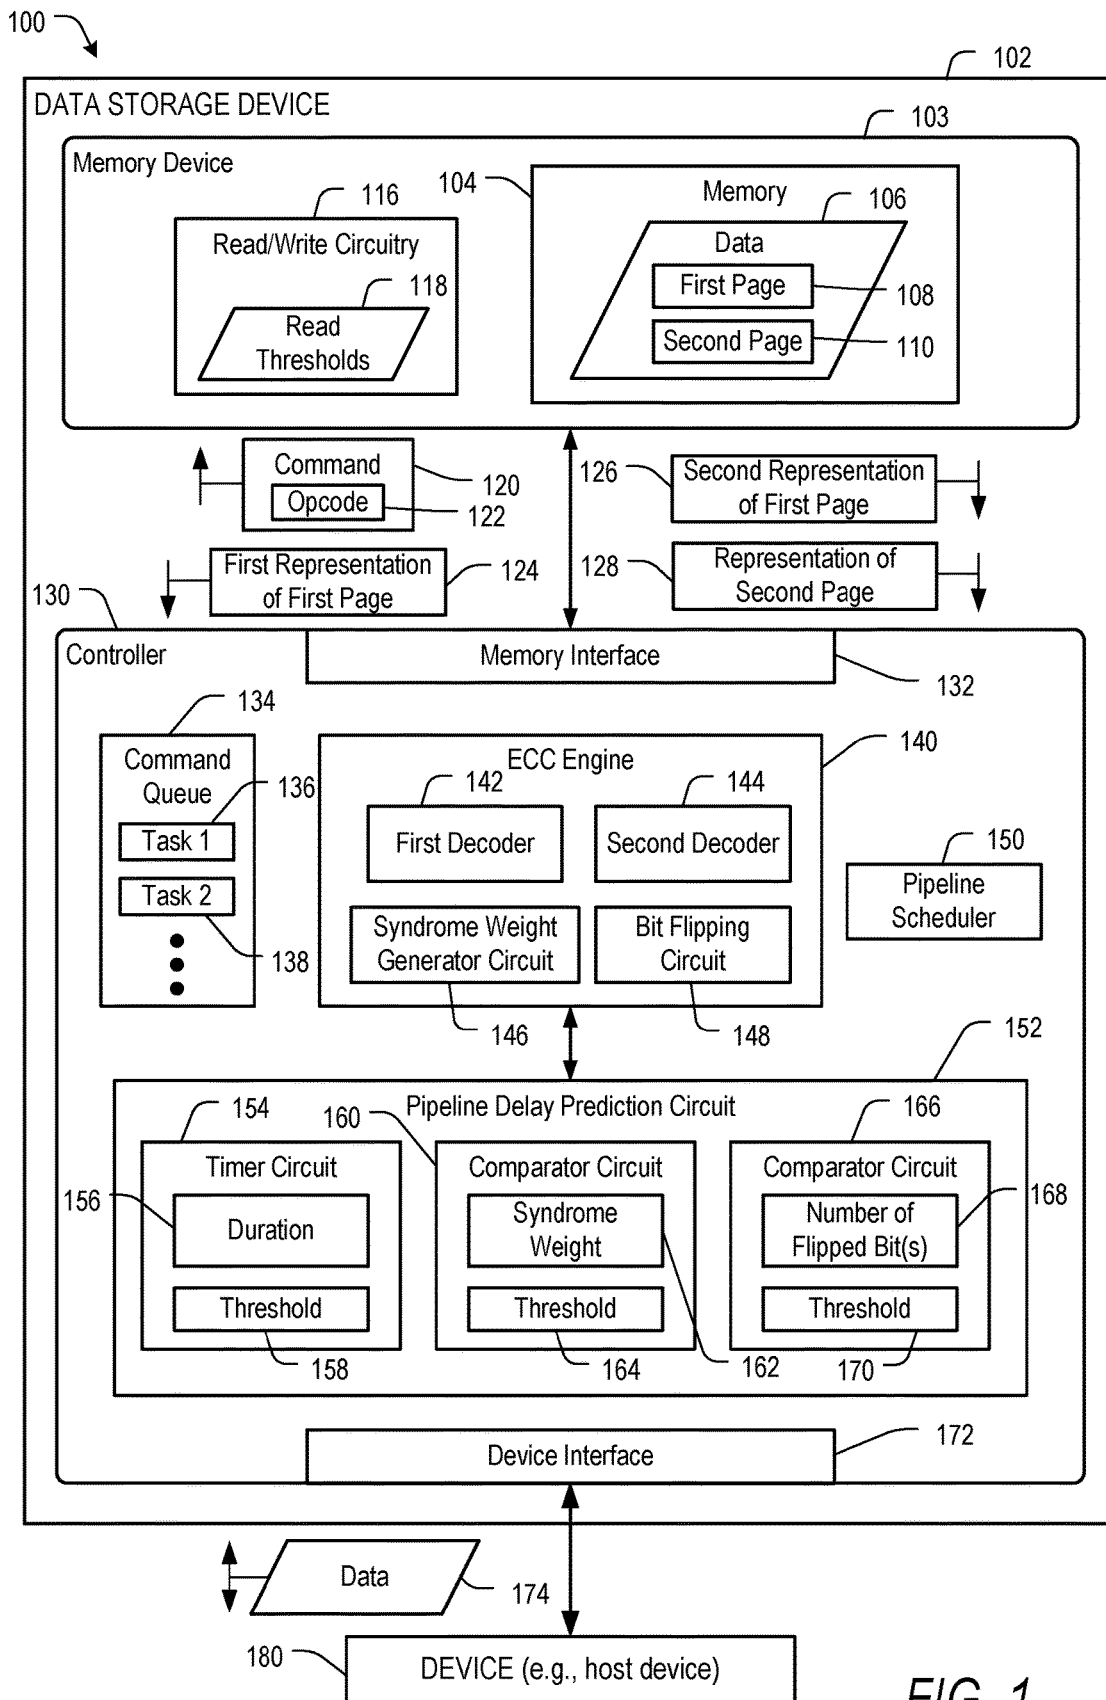 100
102
DATA STORAGE DEVICE
103
Memory Device
104
Memory
116
106
Read/Write Circuitry
Data
118
First Page
108
Read
Thresholds
Second Page
110
Command
120
Opcode
122
126
Second Representation
of First Page
First Representation
of First Page
124
128
Representation of
Second Page
130
Controller
Memory Interface
132
134
Command
Queue
136
Task 1
Task 2
138
ECC Engine
140
142
144
First Decoder
Second Decoder
150
Pipeline
Scheduler
Syndrome Weight
Generator Circuit
Bit Flipping
Circuit
146
148
152
Pipeline Delay Prediction Circuit
154
160
166
Timer Circuit
Comparator Circuit
Comparator Circuit
156
Duration
Syndrome
Weight
Number of
Flipped Bit(s)
168
Threshold
Threshold
Threshold
158
164
162
170
Device Interface
172
Data
174
180
DEVICE (e.g., host device)
FIG. 1